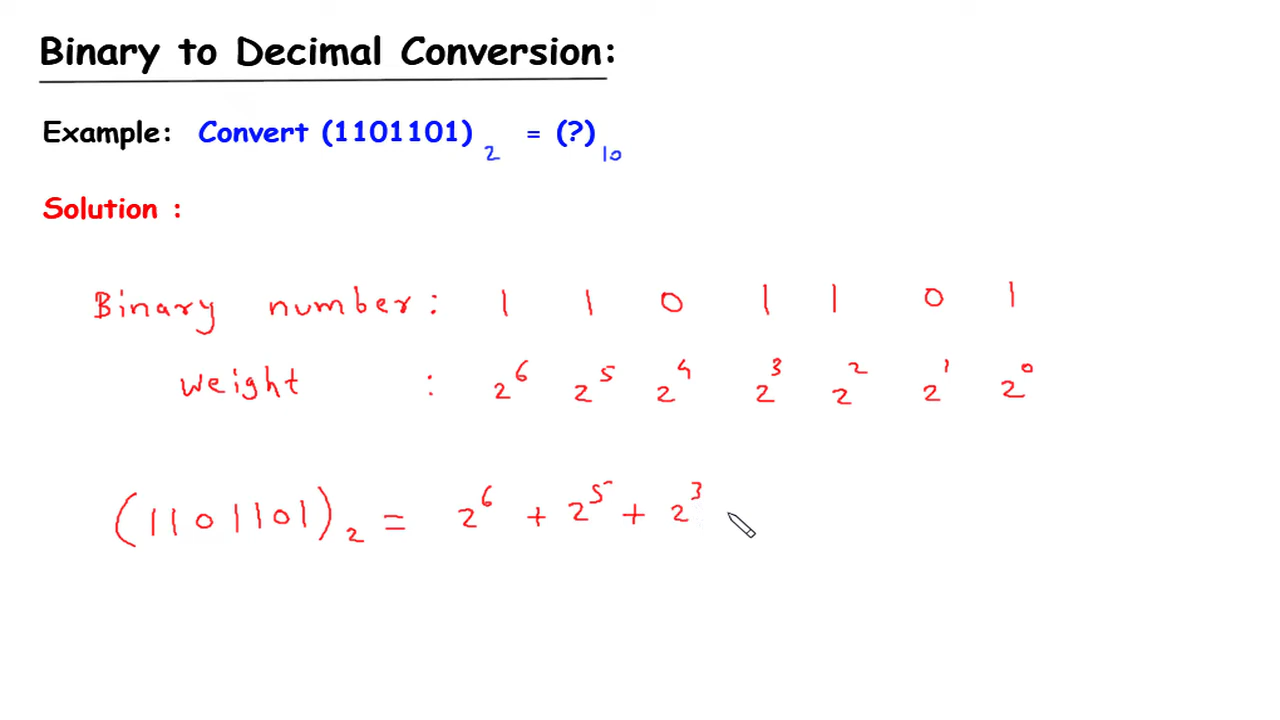 Binary to Decimal Conversion:
Example: Convert (1101101)₂ = (?)₁₀
Solution :
Binary number: 1 1 0 1 1 0 1
Weight : 2⁶ 2⁵ 2⁴ 2³ 2² 2¹ 2⁰
(1101101)₂ = 2⁶ + 2⁵ + 2³